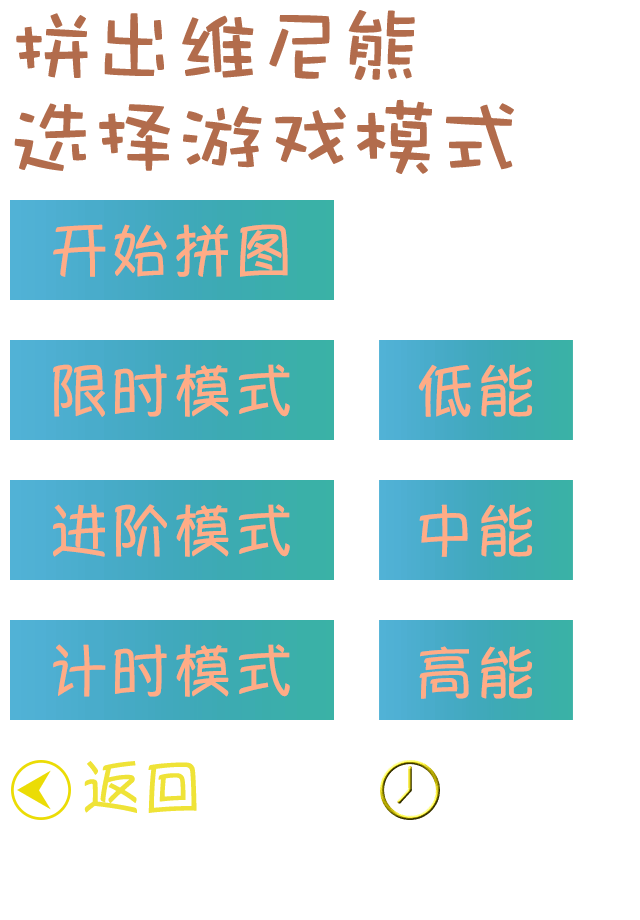 拼出维尼熊
选择游戏模式
开始拼图
限时模式 低能
进阶模式 中能
计时模式 高能
返回